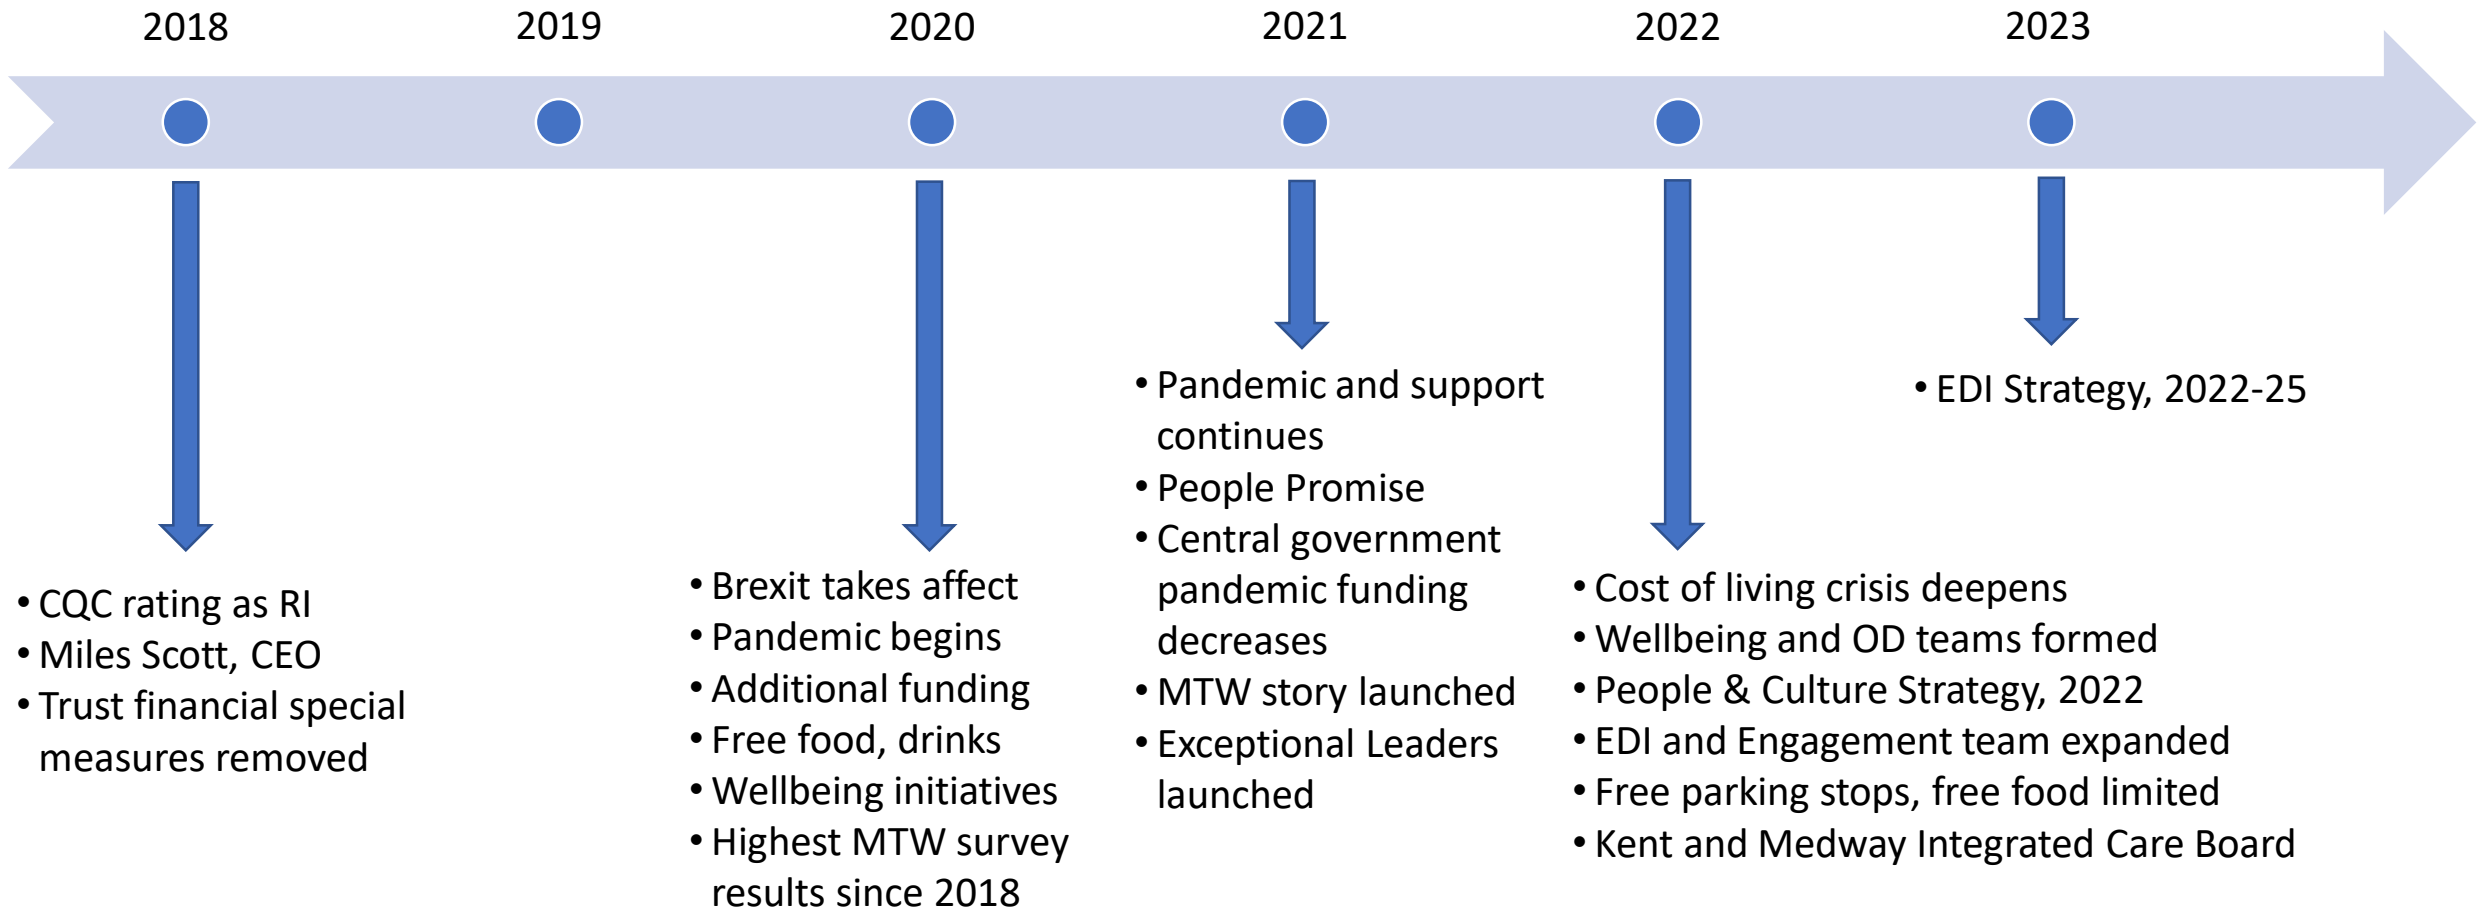 2018
2019
2020
2021
2022
2023
• CQC rating as RI
• Miles Scott, CEO
• Trust financial special
measures removed
• Brexit takes affect
• Pandemic begins
• Additional funding
• Free food, drinks
• Wellbeing initiatives
• Highest MTW survey
results since 2018
• Pandemic and support
continues
• People Promise
• Central government
pandemic funding
decreases
• MTW story launched
• Exceptional Leaders
launched
• Cost of living crisis deepens
• Wellbeing and OD teams formed
• People & Culture Strategy, 2022
• EDI and Engagement team expanded
• Free parking stops, free food limited
• Kent and Medway Integrated Care Board
• EDI Strategy, 2022-25